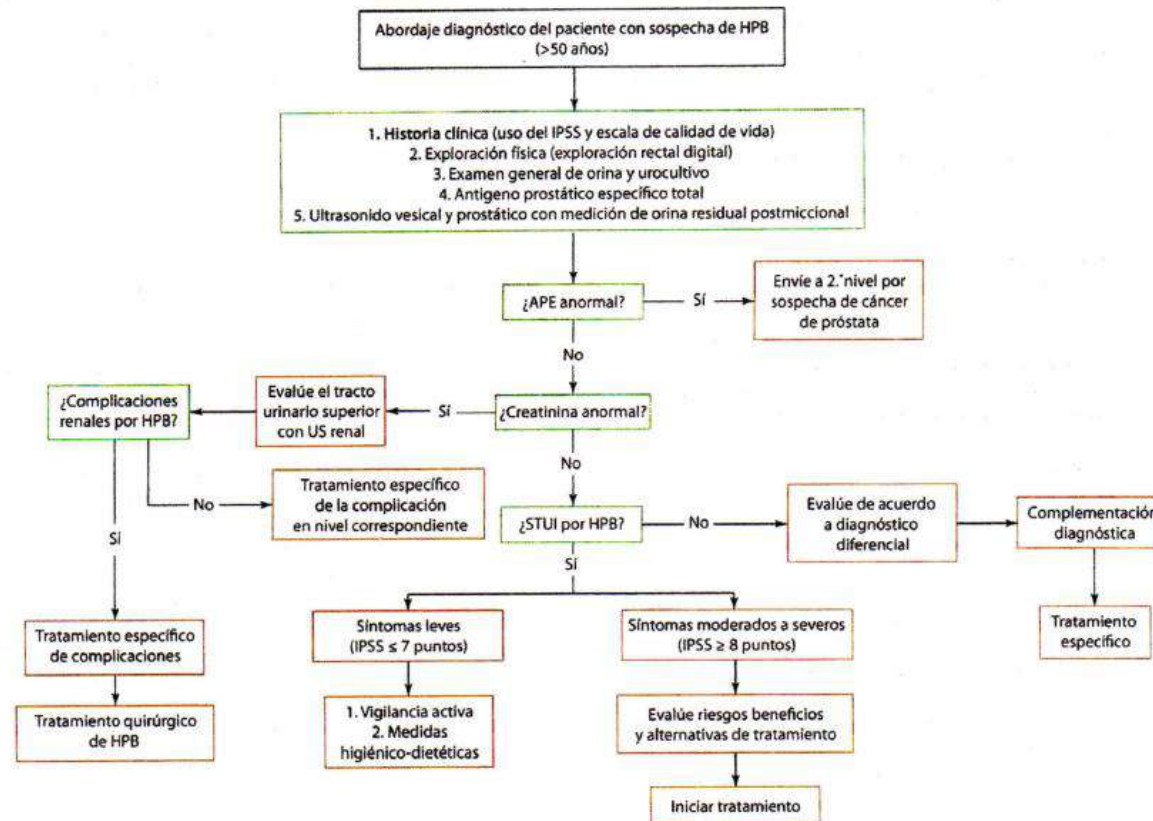 Abordaje diagnóstico del paciente con sospecha de HPB
(>50 años)
1. Historia clínica (uso del IPSS y escala de calidad de vida)
2. Exploración física (exploración rectal digital)
3. Examen general de orina y urocultivo
4. Antigeno prostático específico total
5. Ultrasonido vesical y prostático con medición de orina residual postmiccional
¿APE anormal?
Sí
Envíe a 2.° nivel por
sospecha de cáncer
de próstata
No
¿Creatinina anormal?
Sí
Evalúe el tracto
urinario superior
con US renal
¿Complicaciones
renales por HPB?
No
Tratamiento específico
de la complicación
en nivel correspondiente
Sí
Tratamiento específico
de complicaciones
Tratamiento quirúrgico
de HPB
No
¿STUI por HPB?
No
Evalúe de acuerdo
a diagnóstico
diferencial
Complementación
diagnóstica
Tratamiento
específico
Sí
Síntomas leves
(IPSS ≤ 7 puntos)
1. Vigilancia activa
2. Medidas
higiénico-dietéticas
Síntomas moderados a severos
(IPSS ≥ 8 puntos)
Evalúe riesgos beneficios
y alternativas de tratamiento
Iniciar tratamiento